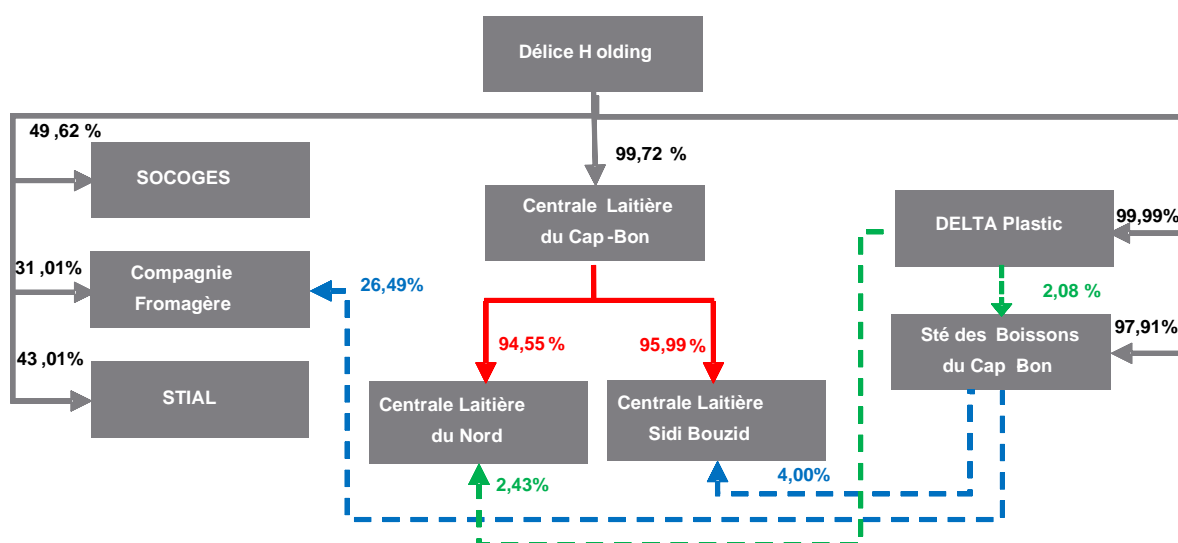 Délice H olding
49 ,62 %
SOCOGES
99,72 %
Centrale Laitière
du Cap -Bon
DELTA Plastic
99,99%
31 ,01%
Compagnie
Fromagère
26,49%
2,08 %
Sté des Boissons
du Cap Bon
97,91%
94,55 %
95,99 %
43 ,01%
STIAL
Centrale Laitière
du Nord
Centrale Laitière
Sidi Bouzid
2,43%
4,00%